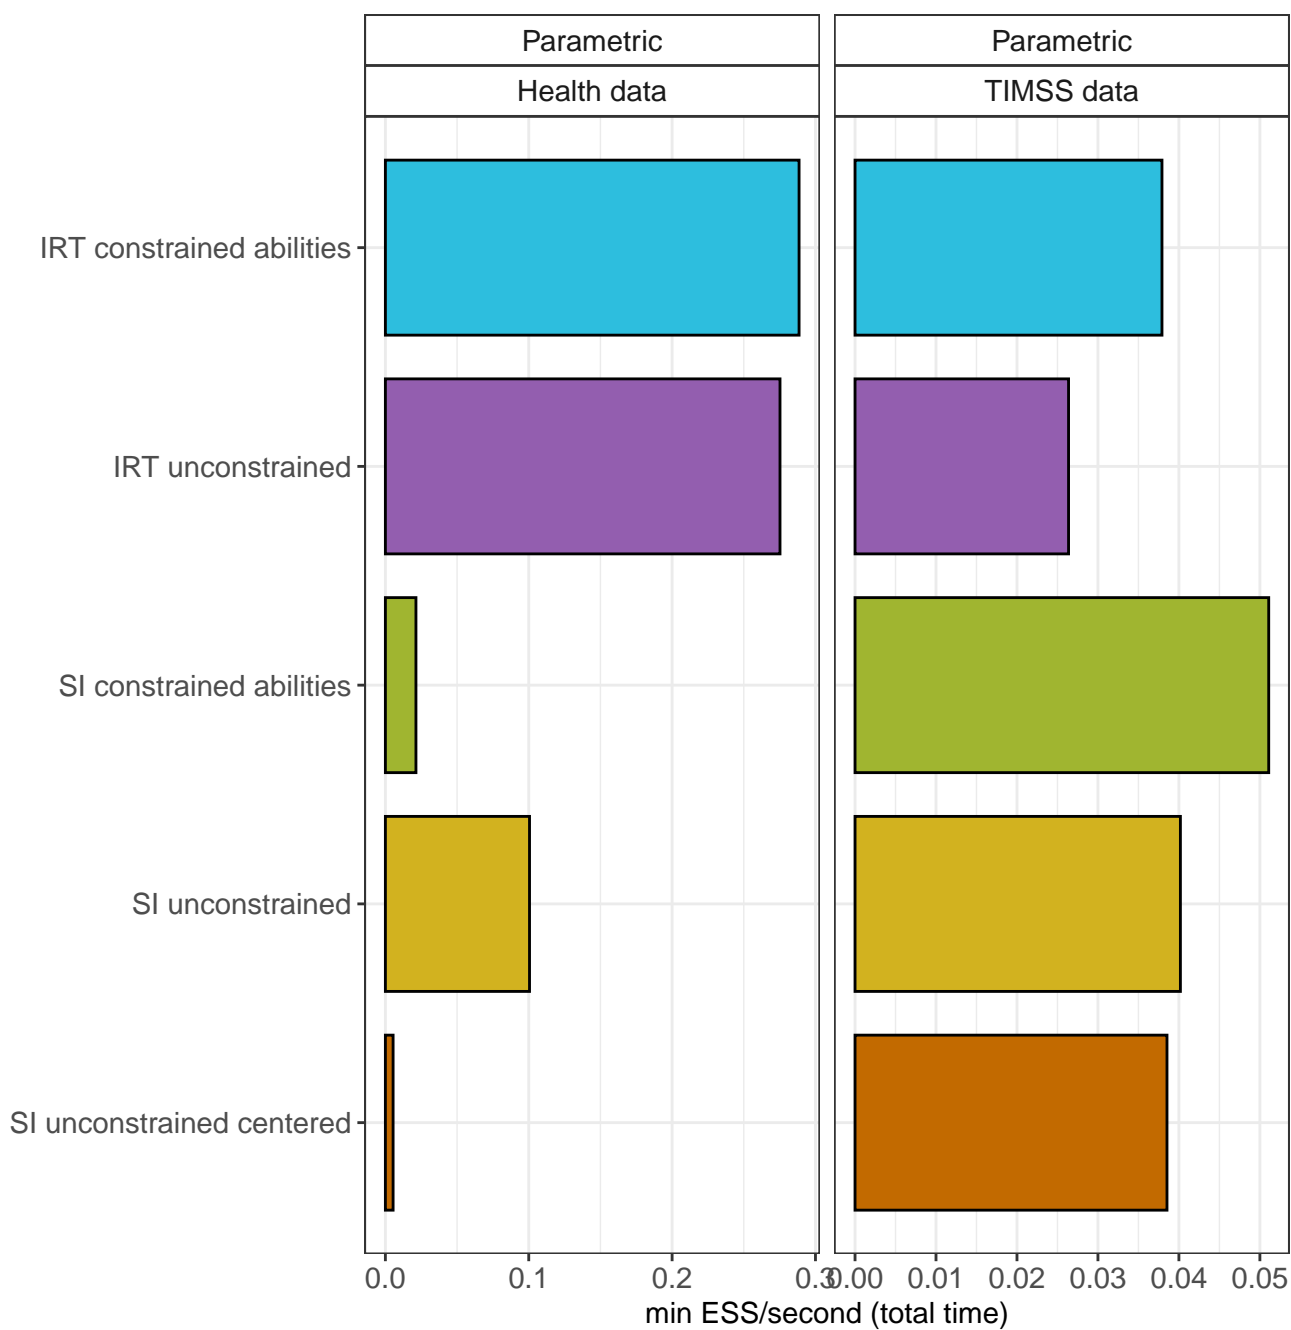 Parametric Parametric
Health data TIMSS data
IRT constrained abilities
IRT unconstrained
SI constrained abilities
SI unconstrained
SI unconstrained centered
0.0 0.1 0.2 0.3 0.00 0.01 0.02 0.03 0.04 0.05
min ESS/second (total time)